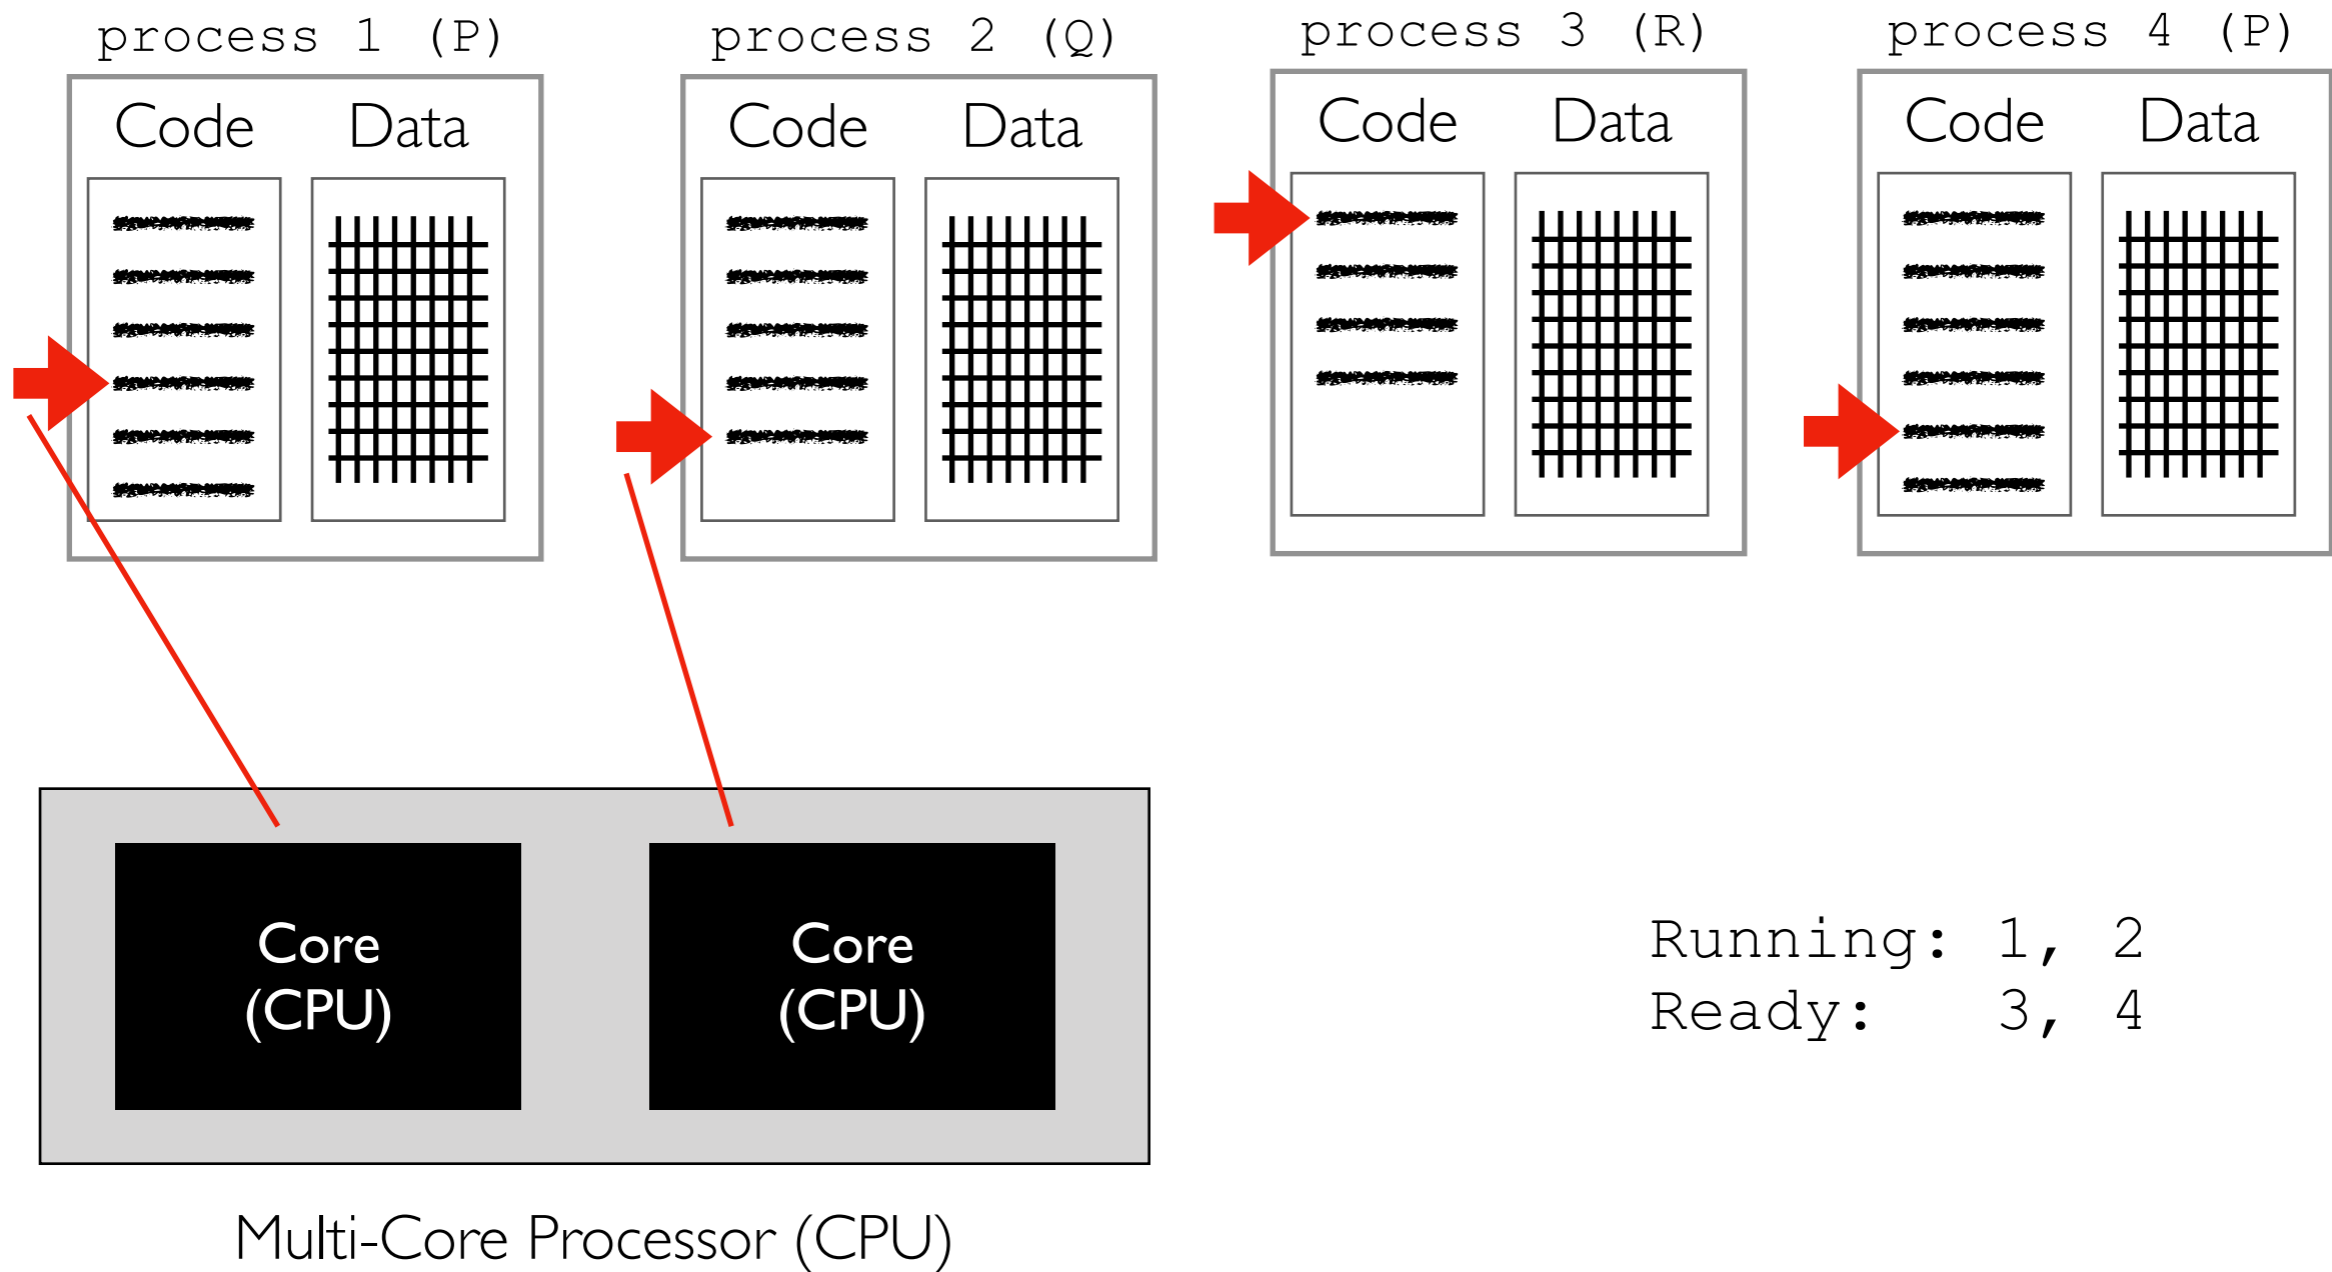 process 1 (P)
process 2 (Q)
process 3 (R)
process 4 (P)
Code
Data
Code
Data
Code
Data
Code
Data
Core
(CPU)
Core
(CPU)
Running: 1, 2
Ready: 3, 4
Multi-Core Processor (CPU)